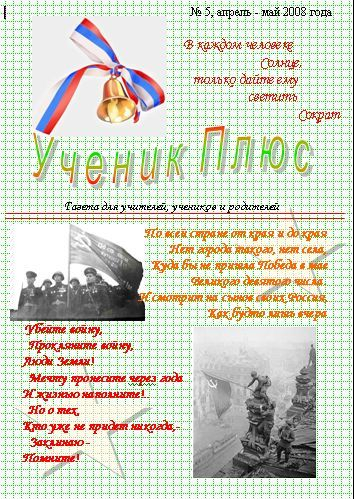 № 5, апрель - май 2008 года
В каждом человеке
Солнце,
только дайте ему
светить
Сократ
Ученик Плюс
Газета для учителей, учеников и родителей
По всей стране от края и до края
Нет города такого, нет села,
Куда бы не пришла Победа в мае
Великого девятого числа.
И смотрит на сынов своих Россия,
Как будто лишь вчера
Убейте войну,
Прокляните войну,
Люди Земли!
Мечту пронесите через года
И жизнью наполните!
Но о тех,
Кто уже не придет никогда,-
Заклинаю -
Помните!